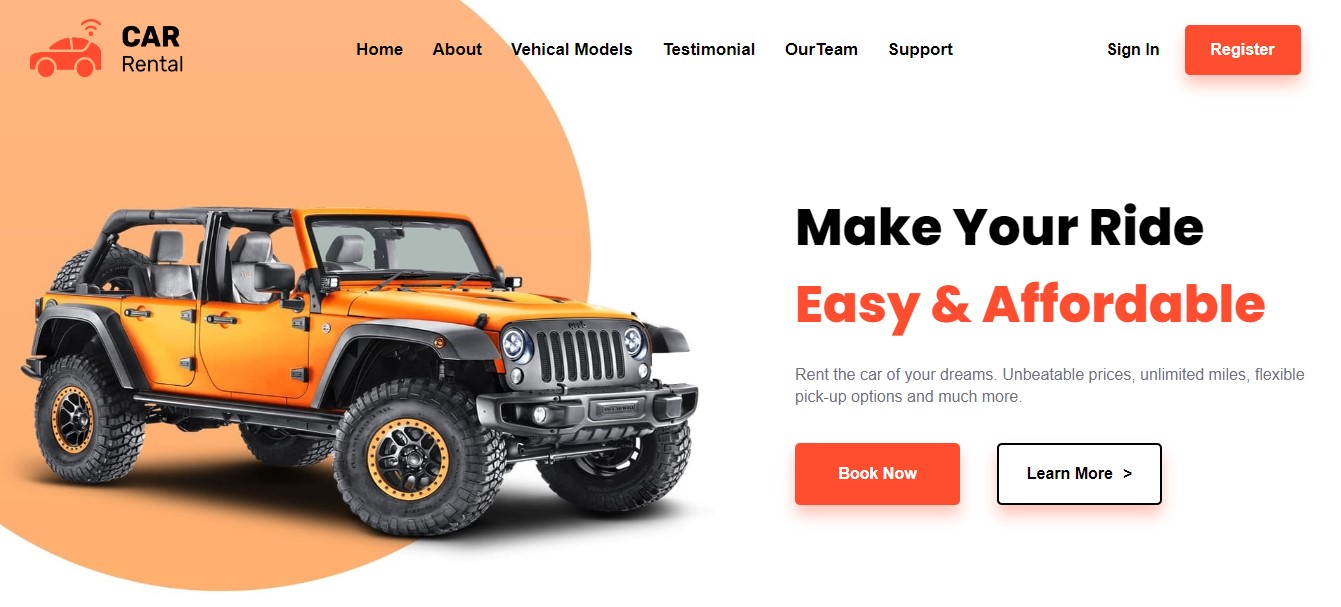 CAR
Rental
Home About Vehical Models Testimonial OurTeam Support Sign In Register
Make Your Ride
Easy & Affordable
Rent the car of your dreams. Unbeatable prices, unlimited miles, flexible
pick-up options and much more.
Book Now Learn More >
Jeep